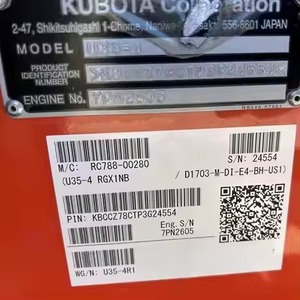 KUBOTA Corporation
2-47, Shikitsuhigashi 1-Chome, Naniwa-ku, Osaka, 556-8601 JAPAN
MODEL
PRODUCT IDENTIFICATION NUMBER
ENGINE No. 7PN2605
S/N: 24554
M/C: RC788-00280
(U35-4 RGX1NB / D1703-M-DI-E4-BH-US1)
PIN: KBCCZ78CTP3G24554
Eng.S/N
7PN2605
WG/N: U35-4R1